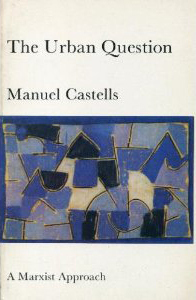 The Urban Question
Manuel Castells
A Marxist Approach